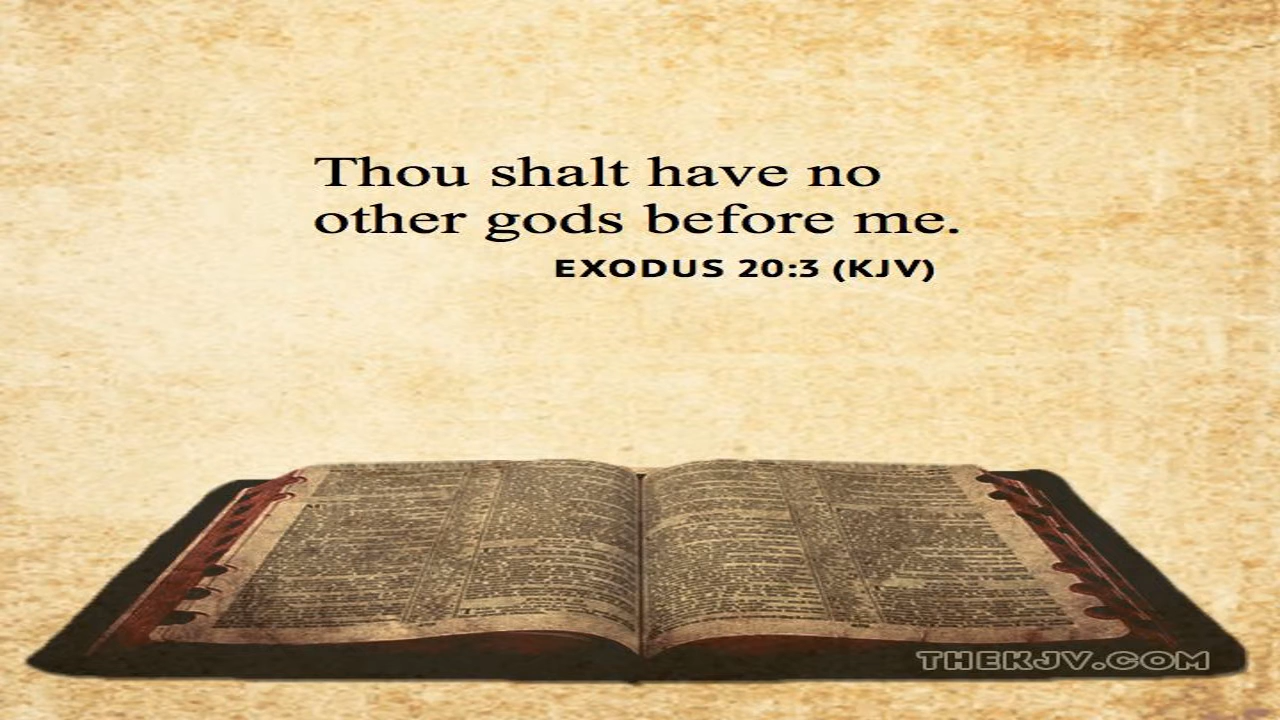 Thou shalt have no
other gods before me.
EXODUS 20:3 (KJV)
THEKJV.COM